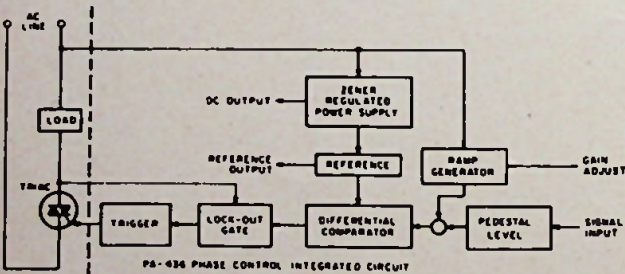 AC
LINE
ZENER
REGULATED
POWER SUPPLY
DC OUTPUT
LOAD
REFERENCE
OUTPUT
REFERENCE
RAMP
GENERATOR
GAIN
ADJUST
TRIAC
TRIGGER
LOCK-OUT
GATE
DIFFERENTIAL
COMPARATOR
PEDESTAL
LEVEL
SIGNAL
INPUT
PA-436 PHASE CONTROL INTEGRATED CIRCUIT